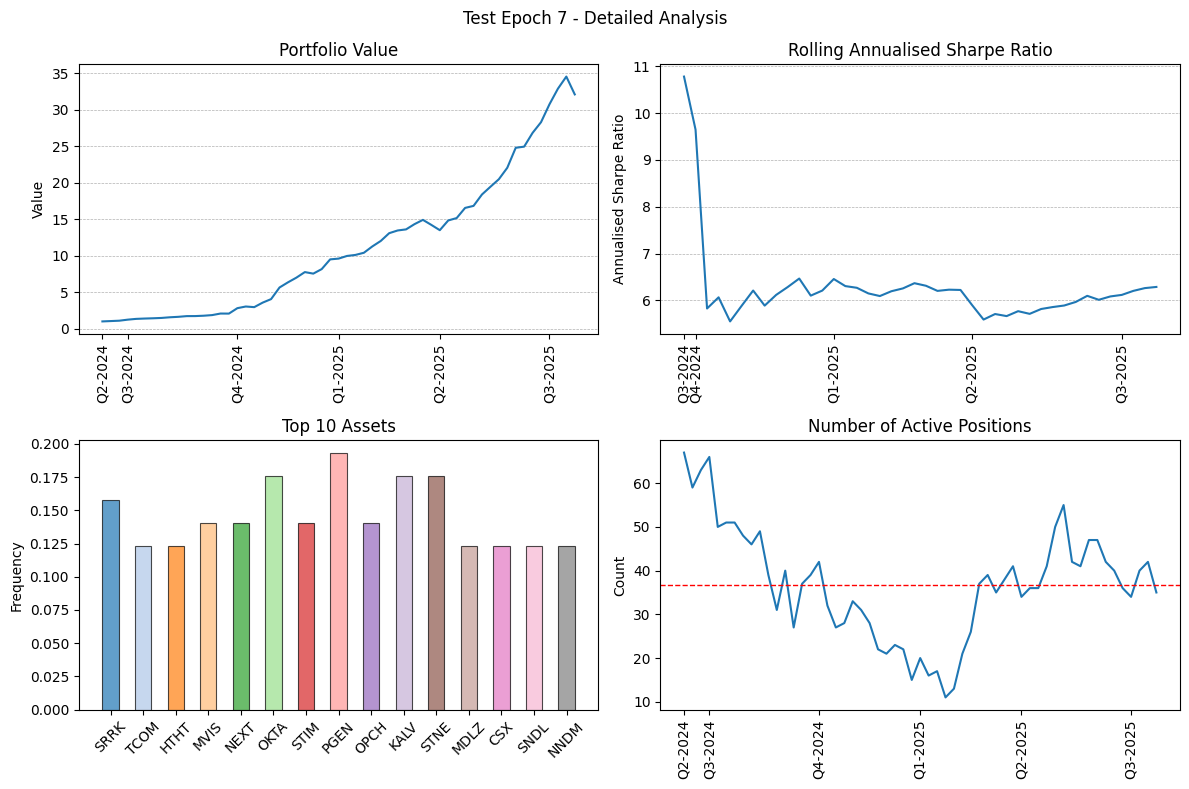 Test Epoch 7 - Detailed Analysis
Portfolio Value
Value
35
30
25
20
15
10
5
0
Q2-2024
Q3-2024
Q4-2024
Q1-2025
Q2-2025
Q3-2025
Rolling Annualised Sharpe Ratio
Annualised Sharpe Ratio
11
10
9
8
7
6
Q3-2024
Q4-2024
Q1-2025
Q2-2025
Q3-2025
Top 10 Assets
Frequency
0.200
0.175
0.150
0.125
0.100
0.075
0.050
0.025
0.000
SRRK
TCOM
HTHT
MVIS
NEXT
OKTA
STIM
PGEN
OPCH
KALV
STNE
MDLZ
CSX
SNDL
NNDM
Number of Active Positions
Count
60
50
40
30
20
10
Q2-2024
Q3-2024
Q4-2024
Q1-2025
Q2-2025
Q3-2025